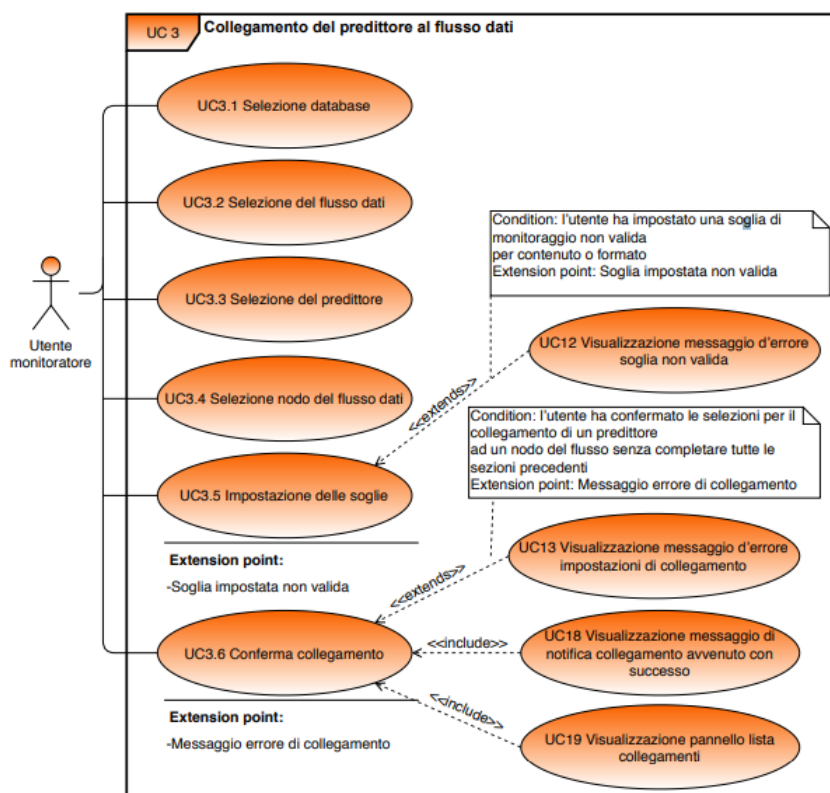 UC 3
Collegamento del predittore al flusso dati
UC3.1 Selezione database
UC3.2 Selezione del flusso dati
Condition: l'utente ha impostato una soglia di
monitoraggio non valida
per contenuto o formato
Extension point: Soglia impostata non valida
UC3.3 Selezione del predittore
Utente
monitoratore
UC12 Visualizzazione messaggio d'errore
soglia non valida
<<extends>>
UC3.4 Selezione nodo del flusso dati
Condition: l'utente ha confermato le selezioni per il
collegamento di un predittore
ad un nodo del flusso senza completare tutte le
sezioni precedenti
Extension point: Messaggio errore di collegamento
UC3.5 Impostazione delle soglie
Extension point:
-Soglia impostata non valida
UC13 Visualizzazione messaggio d'errore
impostazioni di collegamento
<<extends>>
UC3.6 Conferma collegamento
<<include>>
UC18 Visualizzazione messaggio di
notifica collegamento avvenuto con
successo
<<include>>
Extension point:
-Messaggio errore di collegamento
UC19 Visualizzazione pannello lista
collegamenti